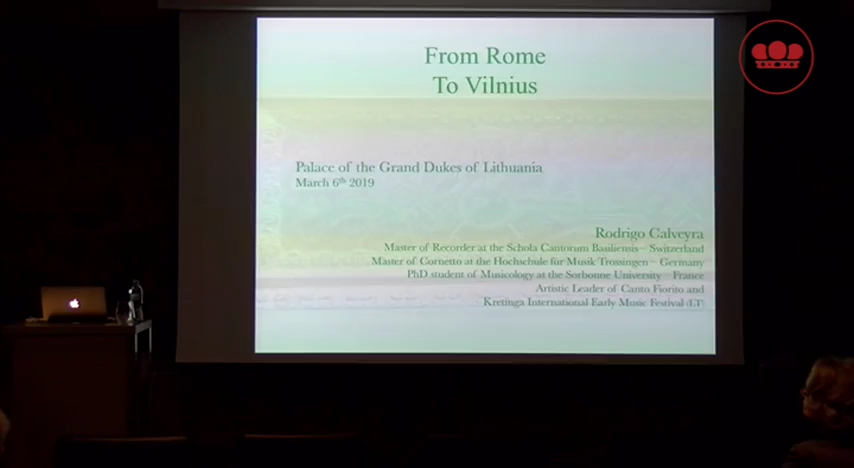 From Rome
To Vilnius
Palace of the Grand Dukes of Lithuania
March 6th 2019
Rodrigo Calveyra
Master of Recorder at the Schola Cantorum Basiliensis – Switzerland
Master of Cornetto at the Hochschule für Musik Trossingen – Germany
PhD student of Musicology at the Sorbonne University – France
Artistic Leader of Canto Fiorito and
Kretinga International Early Music Festival (LT)